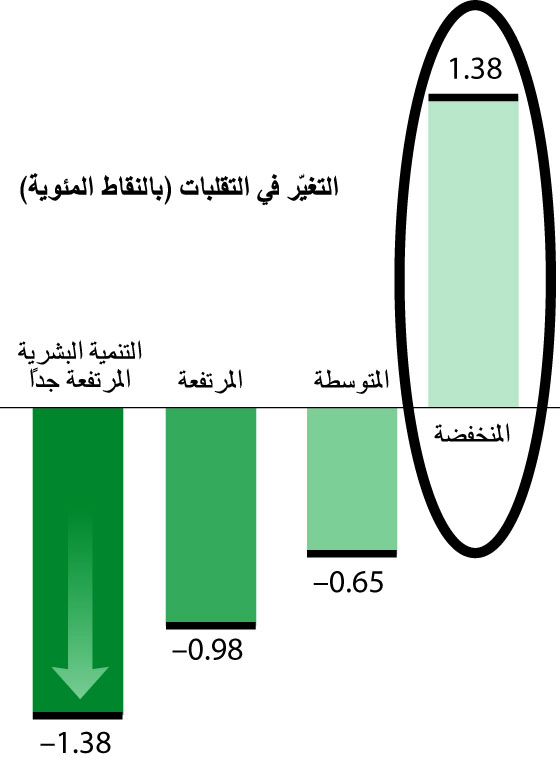 1.38
التغيّر في التقلبات (بالنقاط المئوية)
التنمية البشرية
المرتفعة جدًا
المرتفعة
المتوسطة
المنخفضة
–0.65
–0.98
–1.38